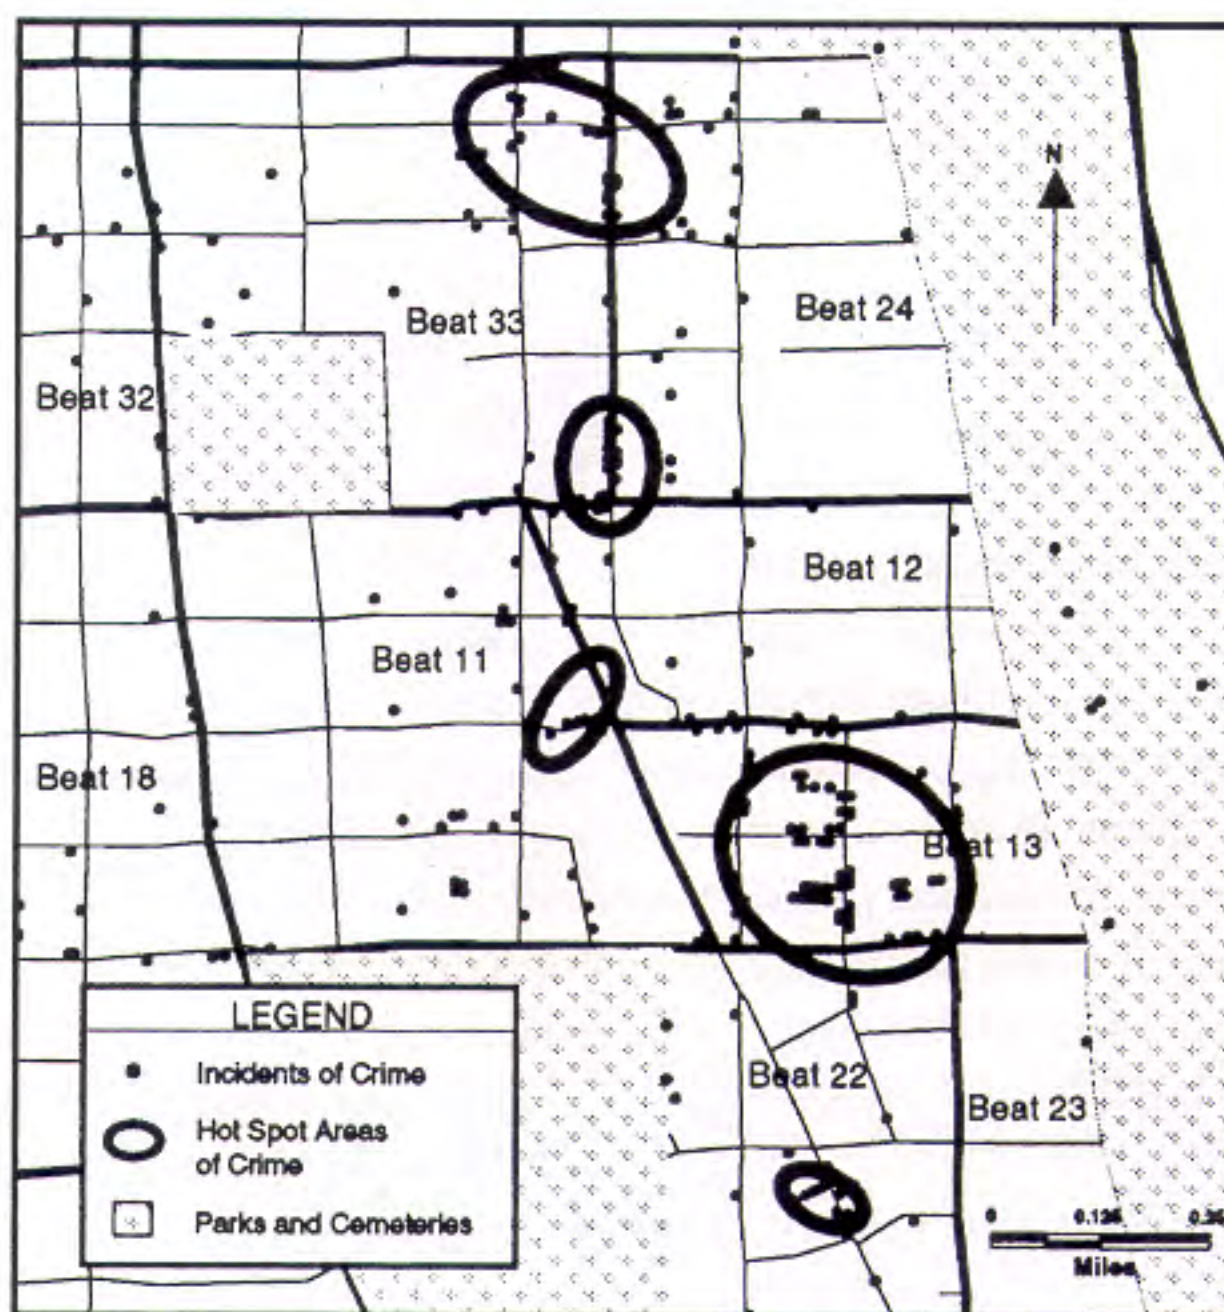 N
Beat 33
Beat 24
Beat 32
Beat 12
Beat 11
Beat 18
Beat 13
LEGEND
Incidents of Crime
Hot Spot Areas
of Crime
Parks and Cemeteries
Beat 22
Beat 23
0
Miles